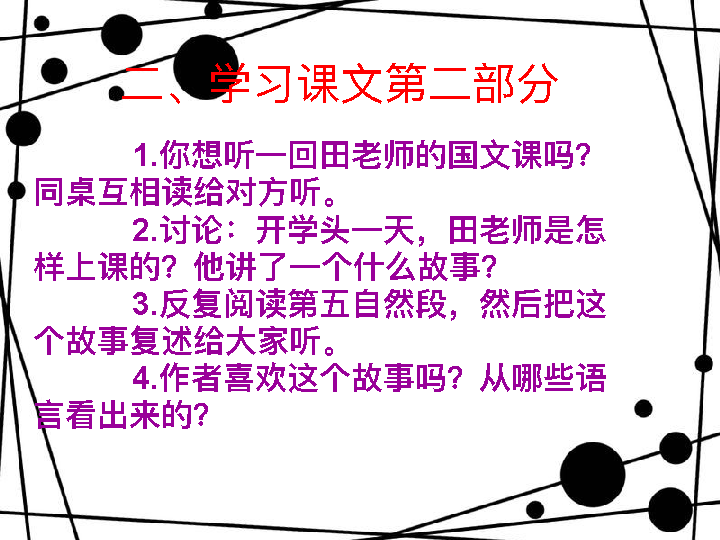 二、学习课文第二部分
1.你想听一回田老师的国文课吗?
同桌互相读给对方听。
2.讨论：开学头一天，田老师是怎
样上课的？他讲了一个什么故事?
3.反复阅读第五自然段，然后把这
个故事复述给大家听。
4.作者喜欢这个故事吗？从哪些语
言看出来的?